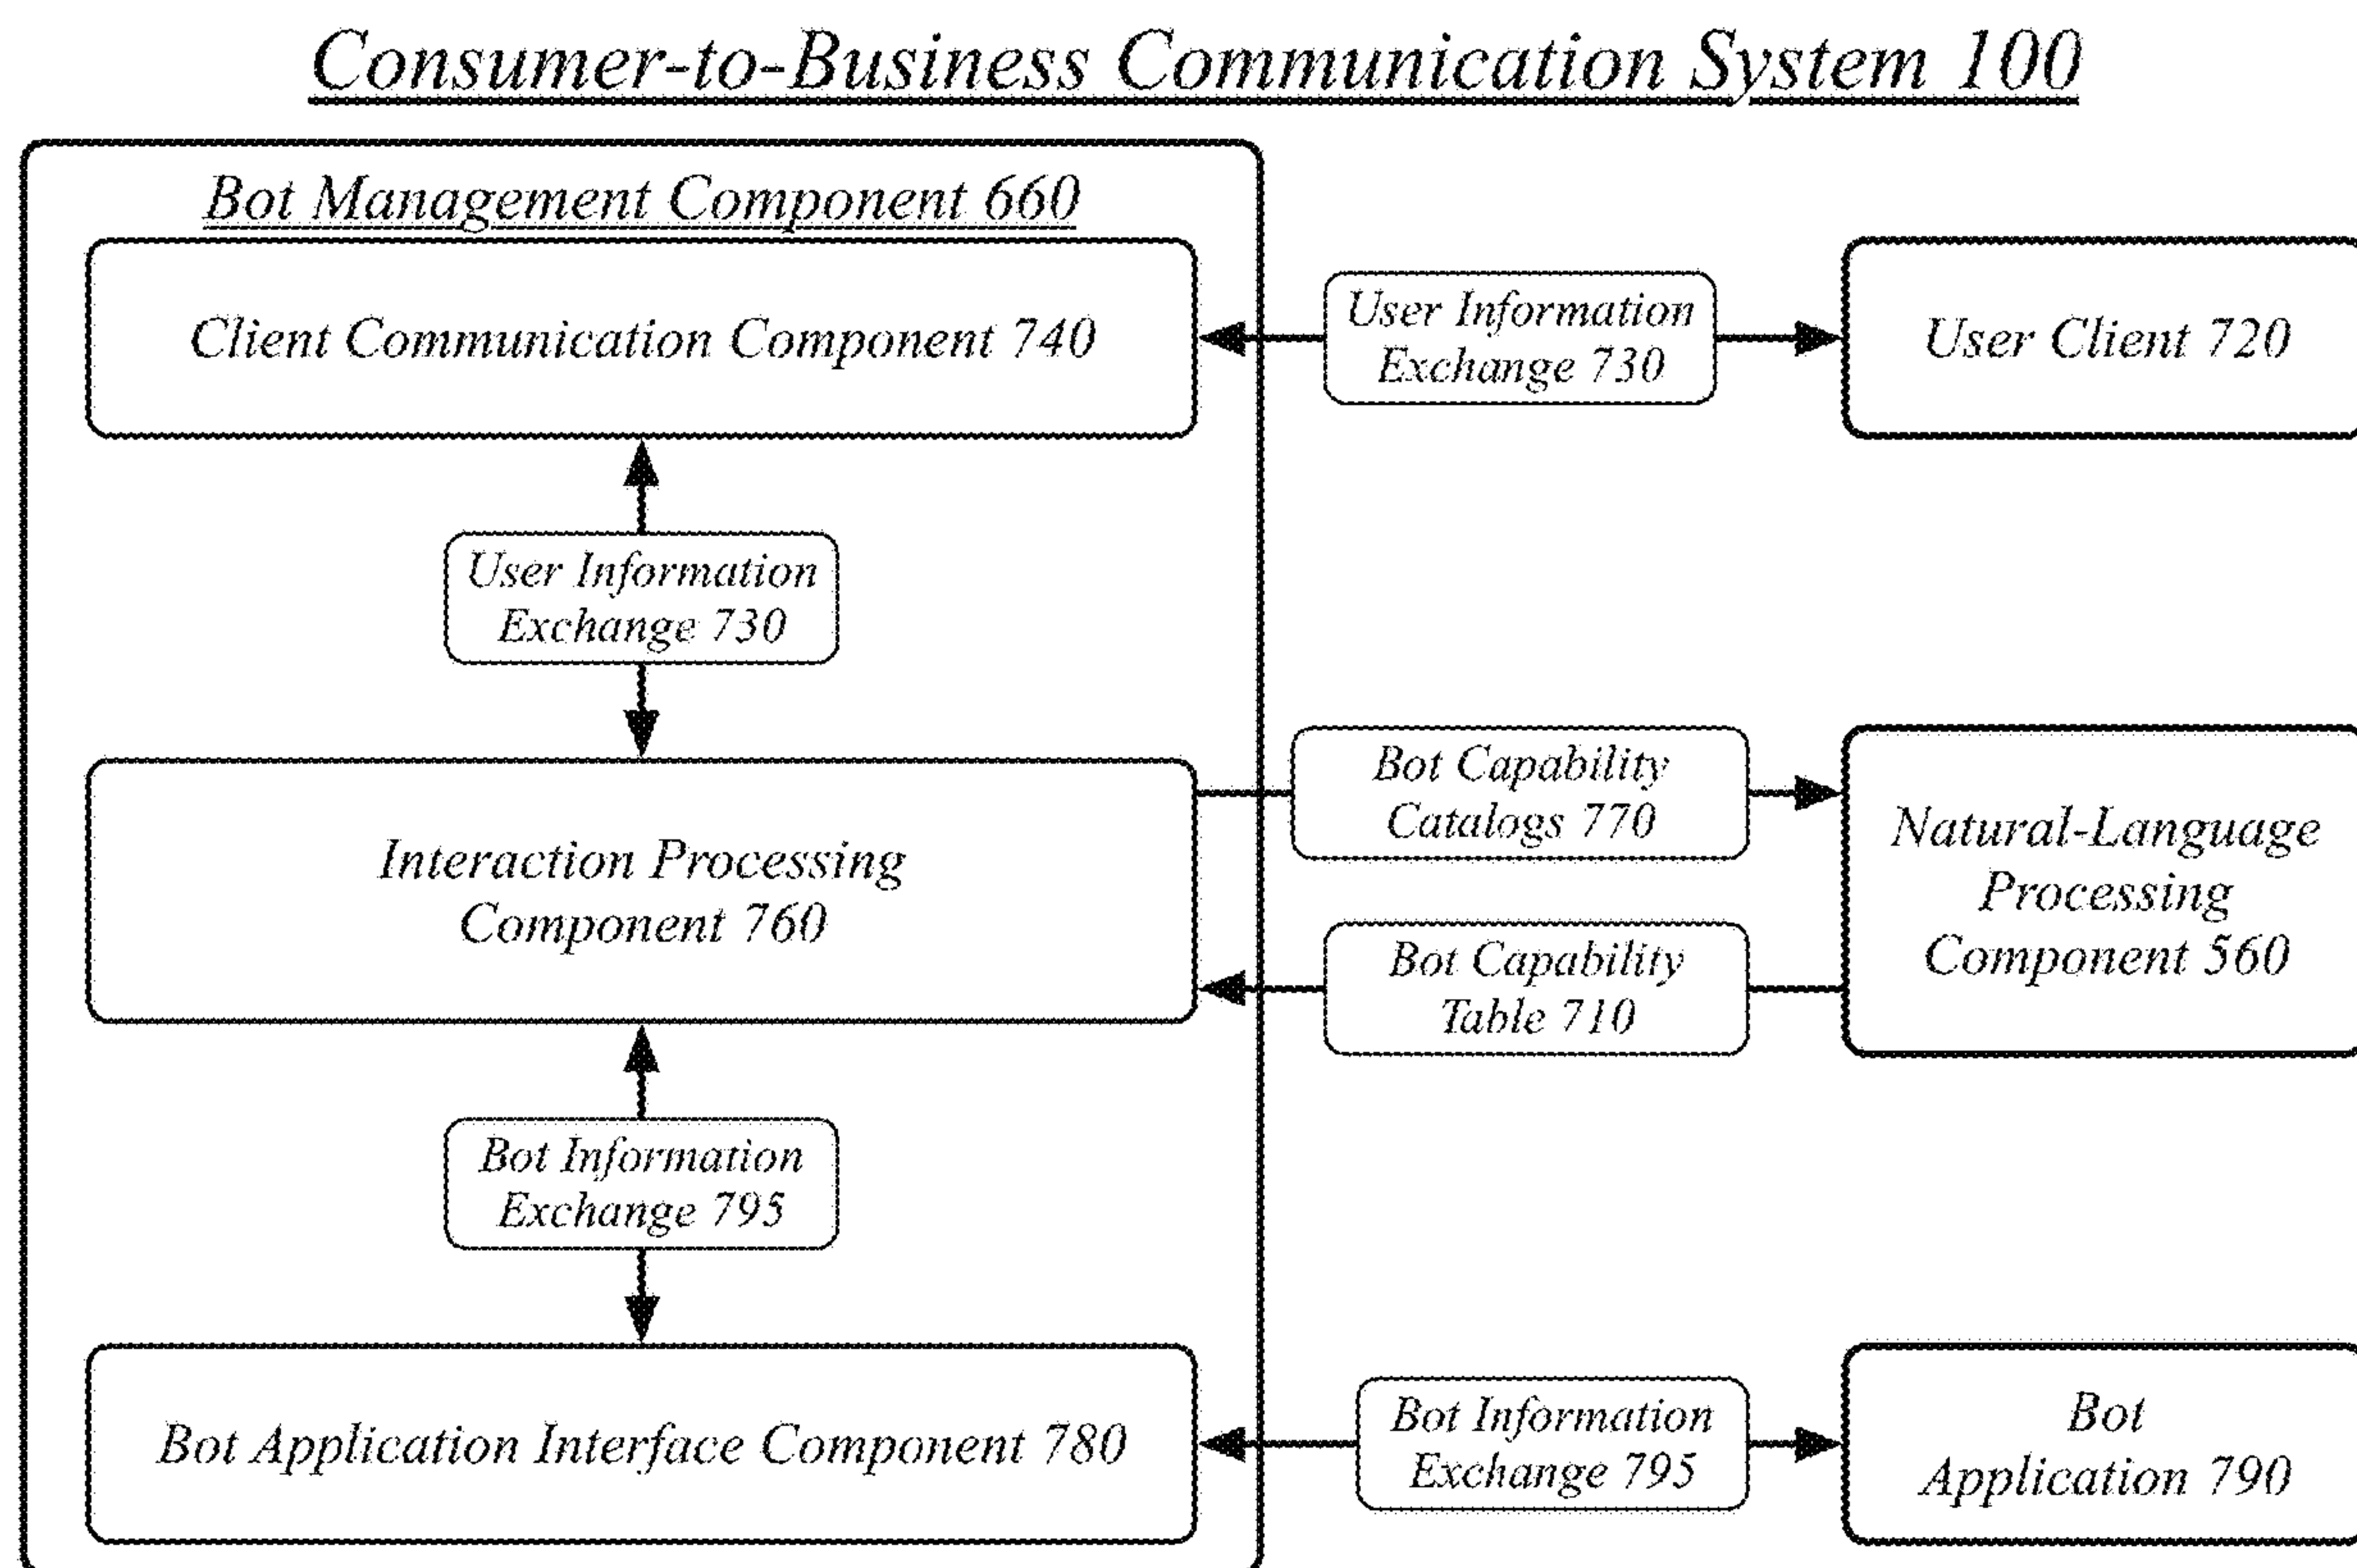 Consumer-to-Business Communication System 100
Bot Management Component 660
Client Communication Component 740
User Information
Exchange 730
User Client 720
User Information
Exchange 730
Interaction Processing
Component 760
Bot Capability
Catalogs 770
Bot Capability
Table 710
Natural-Language
Processing
Component 560
Bot Information
Exchange 795
Bot Application Interface Component 780
Bot Information
Exchange 795
Bot
Application 790